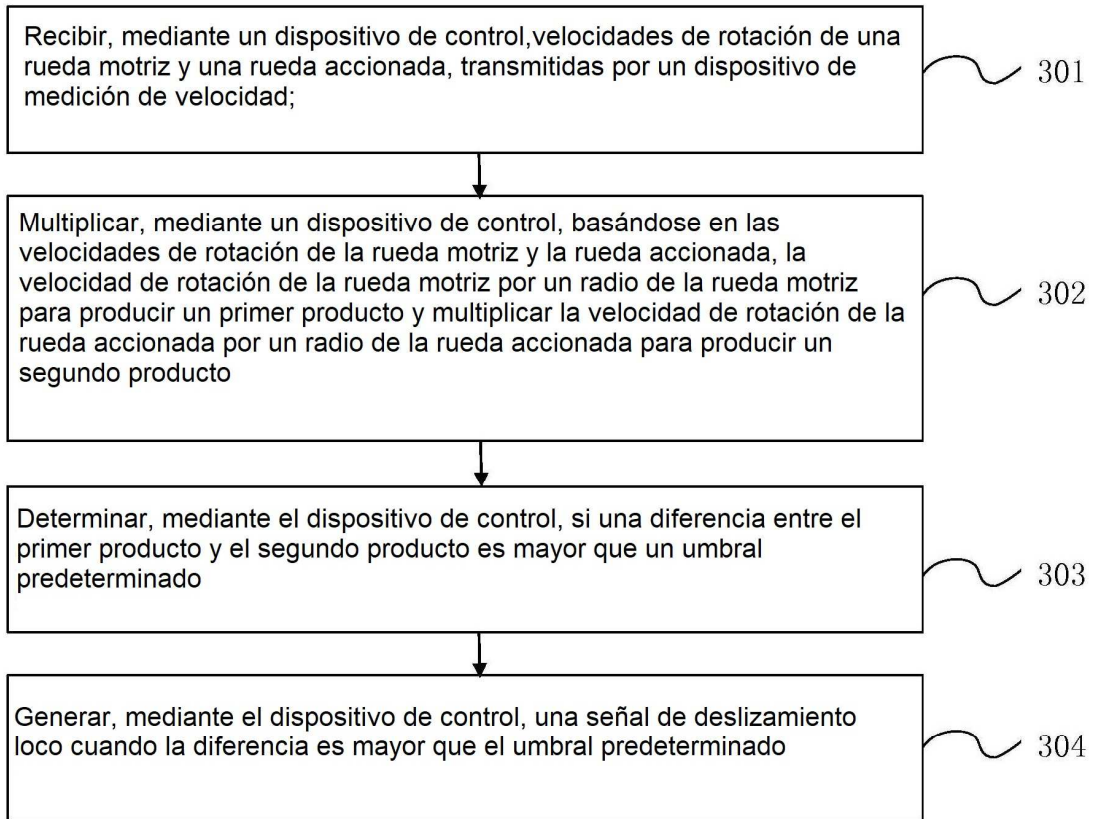 Recibir, mediante un dispositivo de control,velocidades de rotación de una
rueda motriz y una rueda accionada, transmitidas por un dispositivo de
medición de velocidad;
301
Multiplicar, mediante un dispositivo de control, basándose en las
velocidades de rotación de la rueda motriz y la rueda accionada, la
velocidad de rotación de la rueda motriz por un radio de la rueda motriz
para producir un primer producto y multiplicar la velocidad de rotación de la
rueda accionada por un radio de la rueda accionada para producir un
segundo producto
302
Determinar, mediante el dispositivo de control, si una diferencia entre el
primer producto y el segundo producto es mayor que un umbral
predeterminado
303
Generar, mediante el dispositivo de control, una señal de deslizamiento
loco cuando la diferencia es mayor que el umbral predeterminado
304